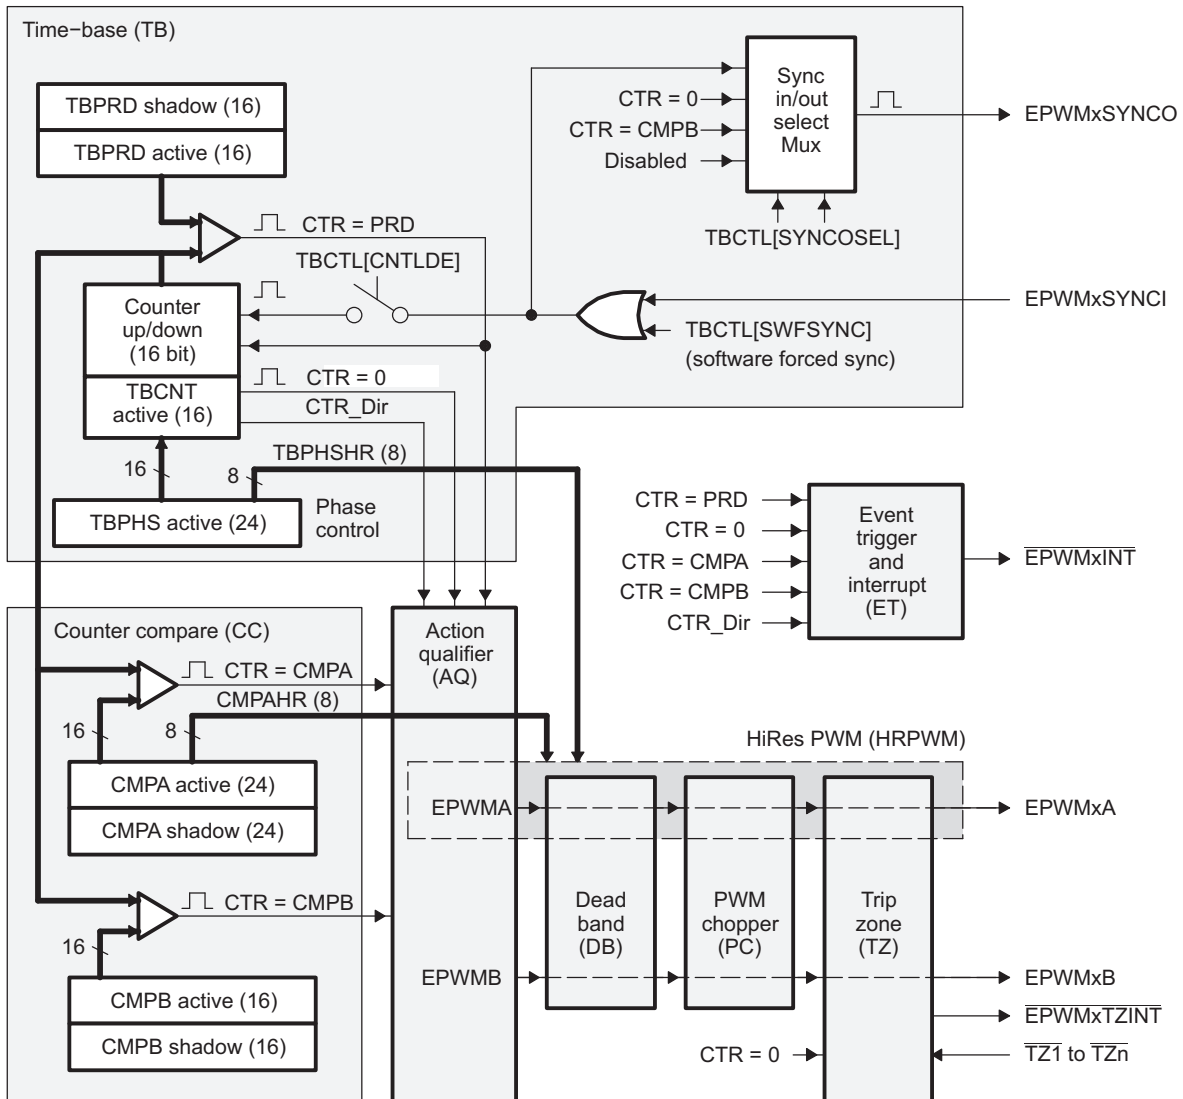 Time−base (TB)
TBPRD shadow (16)
TBPRD active (16)
CTR = PRD
TBCTL[CNTLDE]
Counter
up/down
(16 bit)
TBCNT
active (16)
CTR = 0
CTR_Dir
16
8
TBPHSHR (8)
TBPHS active (24)
Phase
control
CTR = 0
CTR = CMPB
Disabled
Sync
in/out
select
Mux
TBCTL[SYNCOSEL]
EPWMxSYNCO
EPWMxSYNCI
TBCTL[SWFSYNC]
(software forced sync)
CTR = PRD
CTR = 0
CTR = CMPA
CTR = CMPB
CTR_Dir
Event
trigger
and
interrupt
(ET)
EPWMxINT
Counter compare (CC)
CTR = CMPA
CMPAHR (8)
16
8
CMPA active (24)
CMPA shadow (24)
CTR = CMPB
16
CMPB active (16)
CMPB shadow (16)
Action
qualifier
(AQ)
HiRes PWM (HRPWM)
EPWMA
EPWMB
Dead
band
(DB)
PWM
chopper
(PC)
Trip
zone
(TZ)
CTR = 0
EPWMxA
EPWMxB
EPWMxTZINT
TZ1 to TZn